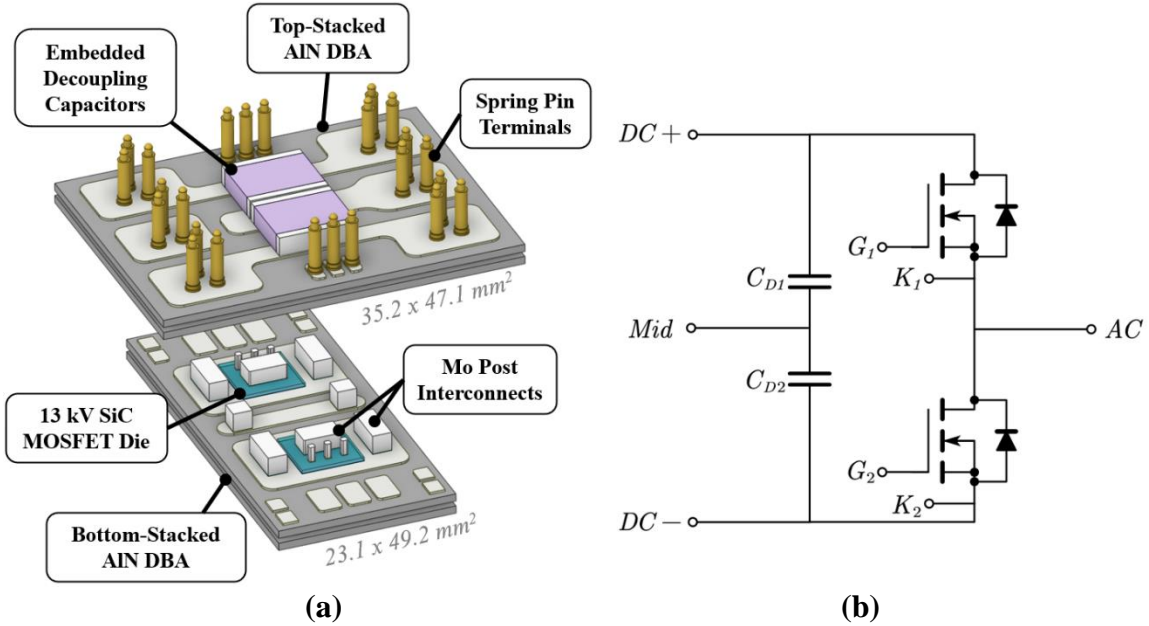 Top-Stacked
AlN DBA
Embedded
Decoupling
Capacitors
Spring Pin
Terminals
35.2 x 47.1 mm²
Mo Post
Interconnects
13 kV SiC
MOSFET Die
Bottom-Stacked
AlN DBA
23.1 x 49.2 mm²
(a)
DC +
G₁
K₁
C_D1
Mid
AC
C_D2
G₂
K₂
DC −
(b)